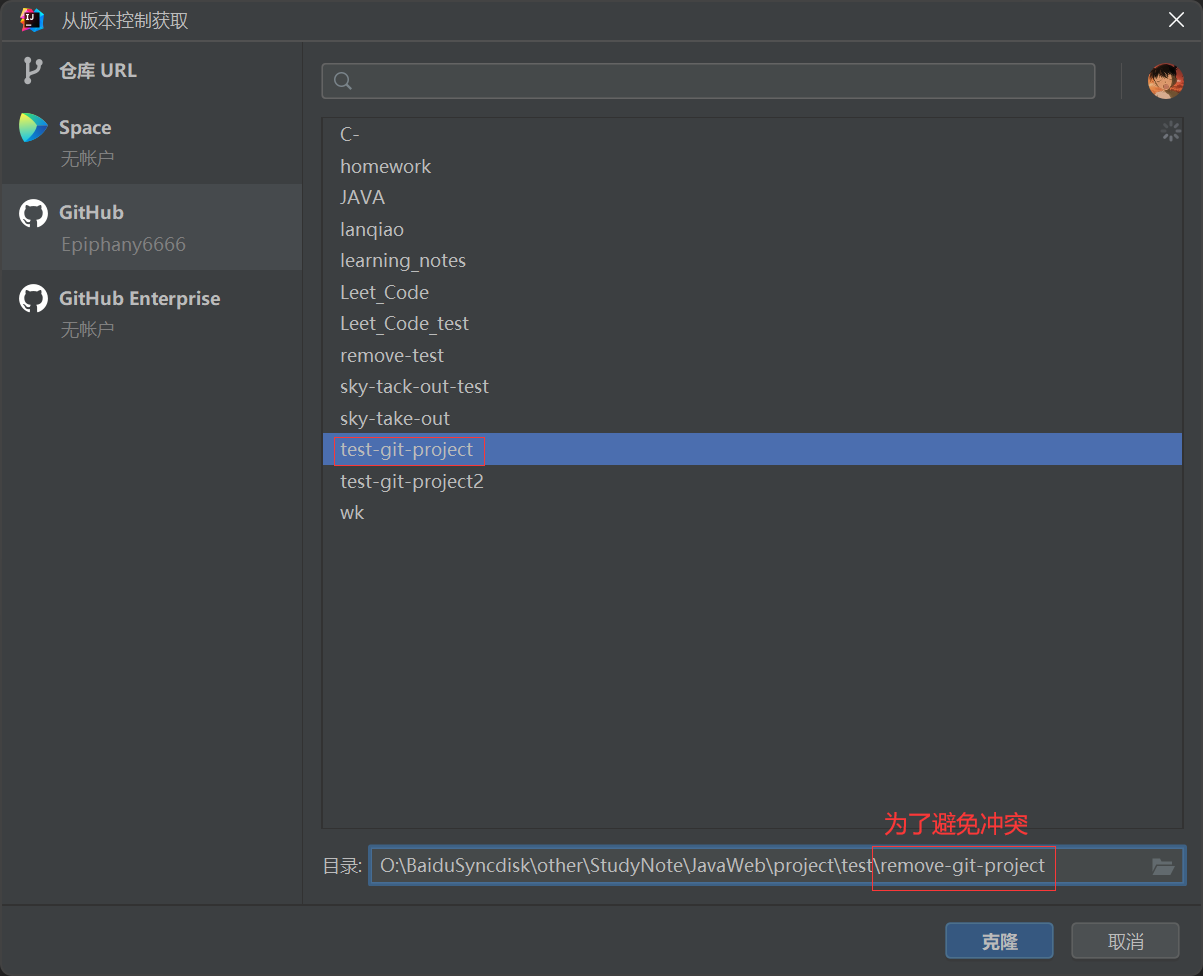 从版本控制获取
仓库 URL
Space
无帐户
GitHub
Epiphany6666
GitHub Enterprise
无帐户
C-
homework
JAVA
lanqiao
learning_notes
Leet_Code
Leet_Code_test
remove-test
sky-tack-out-test
sky-take-out
test-git-project
test-git-project2
wk
为了避免冲突
目录: O:\BaiduSyncdisk\other\StudyNote\JavaWeb\project\test\remove-git-project
克隆 取消